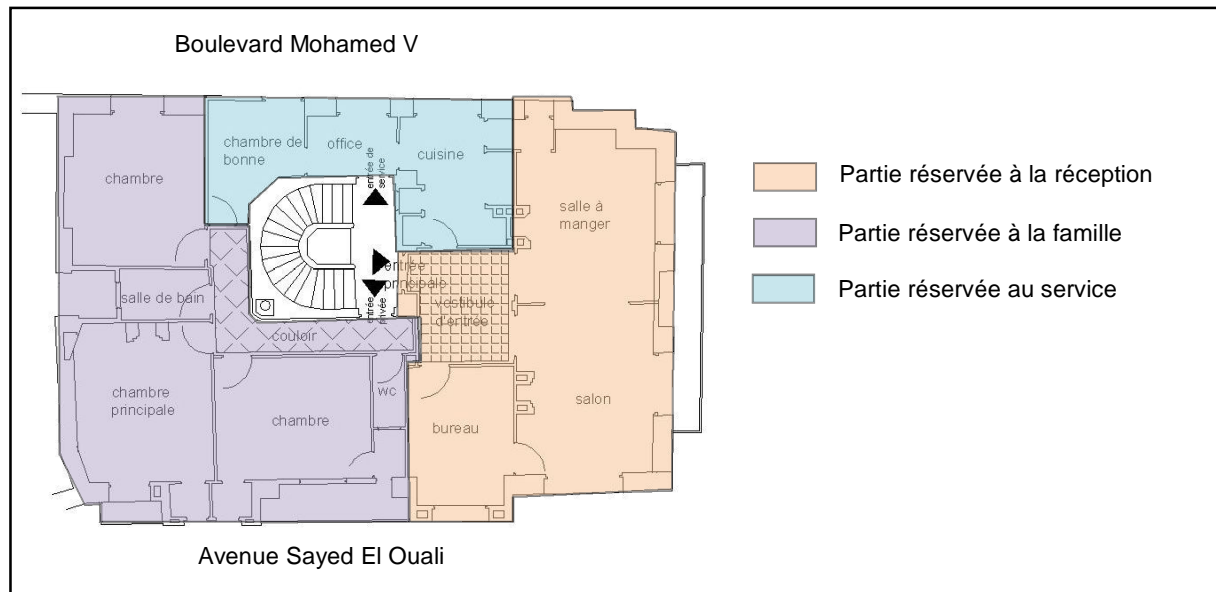 Boulevard Mohamed V
chambre de
bonne
office
cuisine
entrée de
service
chambre
salle à
manger
entrée
principale
salle de bain
entrée
privée
vestibule
d'entrée
couloir
chambre
principale
chambre
wc
bureau
salon
Avenue Sayed El Ouali
Partie réservée à la réception
Partie réservée à la famille
Partie réservée au service